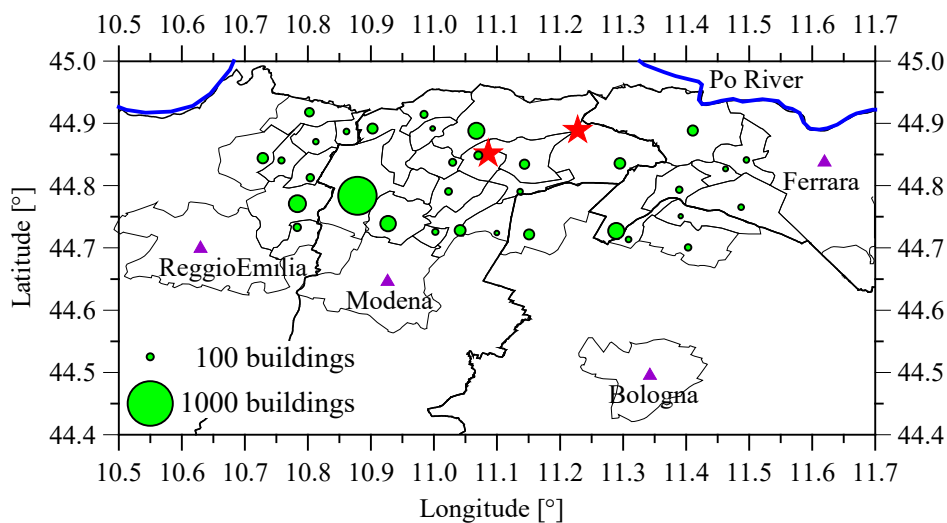 10.5 10.6 10.7 10.8 10.9 11.0 11.1 11.2 11.3 11.4 11.5 11.6 11.7
45.0 45.0
Po River
44.9 44.9
Ferrara
44.8 44.8
Latitude [°]
44.7 44.7
ReggioEmilia
Modena
44.6 44.6
100 buildings
44.5 44.5
Bologna
1000 buildings
44.4 44.4
10.5 10.6 10.7 10.8 10.9 11.0 11.1 11.2 11.3 11.4 11.5 11.6 11.7
Longitude [°]